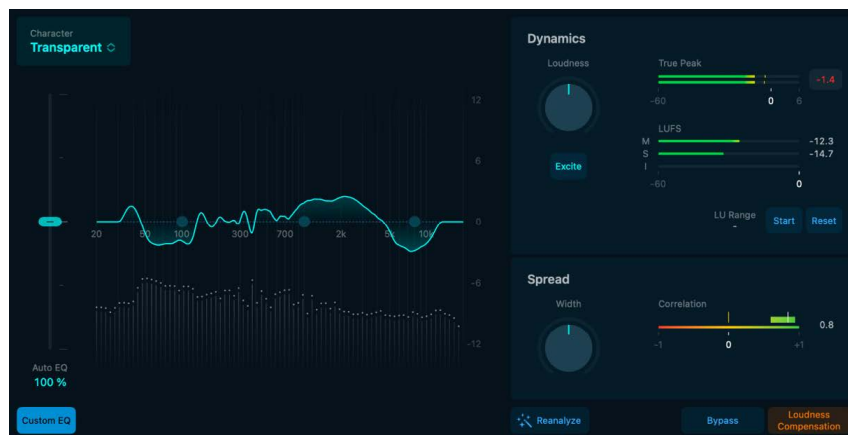 Character
Transparent
12
6
0
20 50 100 300 700 2k 5k 10k
-6
-12
Auto EQ
100 %
Custom EQ
Dynamics
Loudness
Excite
True Peak
-1.4
-60 0 6
LUFS
M -12.3
S -14.7
I
-60 0
LU Range
-
Start
Reset
Spread
Width
Correlation
0.8
-1 0 +1
Reanalyze
Bypass
Loudness
Compensation